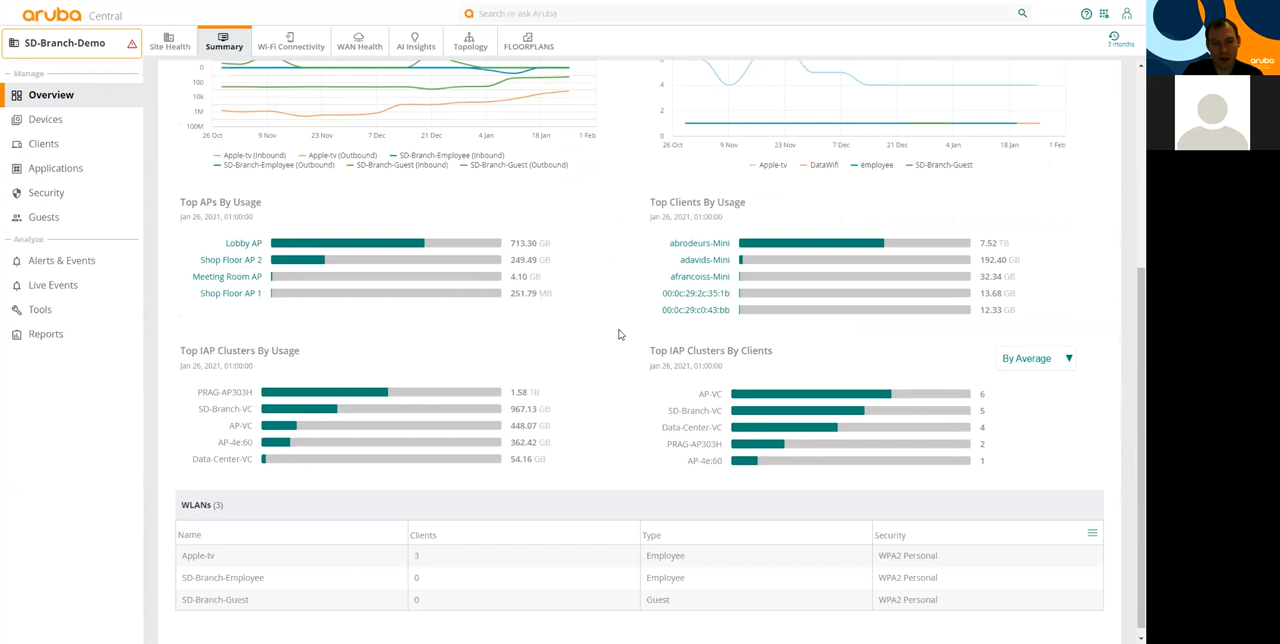 aruba Central
Search or ask Aruba
SD-Branch-Demo
Site Health
Summary
Wi-Fi Connectivity
WAN Health
AI Insights
Topology
FLOORPLANS
3 months
aruba
Manage
Overview
Devices
Clients
Applications
Security
Guests
Analyze
Alerts & Events
Live Events
Tools
Reports
0
100
10k
1M
100M
26 Oct 9 Nov 23 Nov 7 Dec 21 Dec 4 Jan 18 Jan 1 Feb
Apple-tv (Inbound) Apple-tv (Outbound) SD-Branch-Employee (Inbound)
SD-Branch-Employee (Outbound) SD-Branch-Guest (Inbound) SD-Branch-Guest (Outbound)
6
4
2
0
26 Oct 9 Nov 23 Nov 7 Dec 21 Dec 4 Jan 18 Jan 1 Feb
Apple-tv DataWifi employee SD-Branch-Guest
Top APs By Usage
Jan 26, 2021, 01:00:00
Lobby AP 713.30 GB
Shop Floor AP 2 249.49 GB
Meeting Room AP 4.10 GB
Shop Floor AP 1 251.79 MB
Top Clients By Usage
Jan 26, 2021, 01:00:00
abrodeurs-Mini 7.52 TB
adavids-Mini 192.40 GB
afrancoiss-Mini 32.34 GB
00:0c:29:2c:35:1b 13.68 GB
00:0c:29:c0:43:bb 12.33 GB
Top IAP Clusters By Usage
Jan 26, 2021, 01:00:00
PRAG-AP303H 1.58 TB
SD-Branch-VC 967.13 GB
AP-VC 448.07 GB
AP-4e:60 362.42 GB
Data-Center-VC 54.16 GB
Top IAP Clusters By Clients
Jan 26, 2021, 01:00:00
By Average
AP-VC 6
SD-Branch-VC 5
Data-Center-VC 4
PRAG-AP303H 2
AP-4e:60 1
WLANs (3)
Name Clients Type Security
Apple-tv 3 Employee WPA2 Personal
SD-Branch-Employee 0 Employee WPA2 Personal
SD-Branch-Guest 0 Guest WPA2 Personal